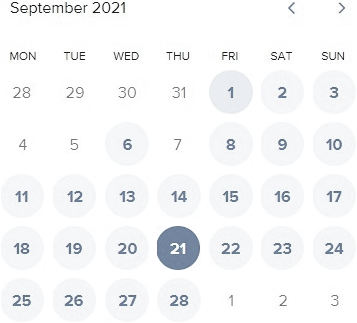 September 2021
MON TUE WED THU FRI SAT SUN
28 29 30 31 1 2 3
4 5 6 7 8 9 10
11 12 13 14 15 16 17
18 19 20 21 22 23 24
25 26 27 28 1 2 3